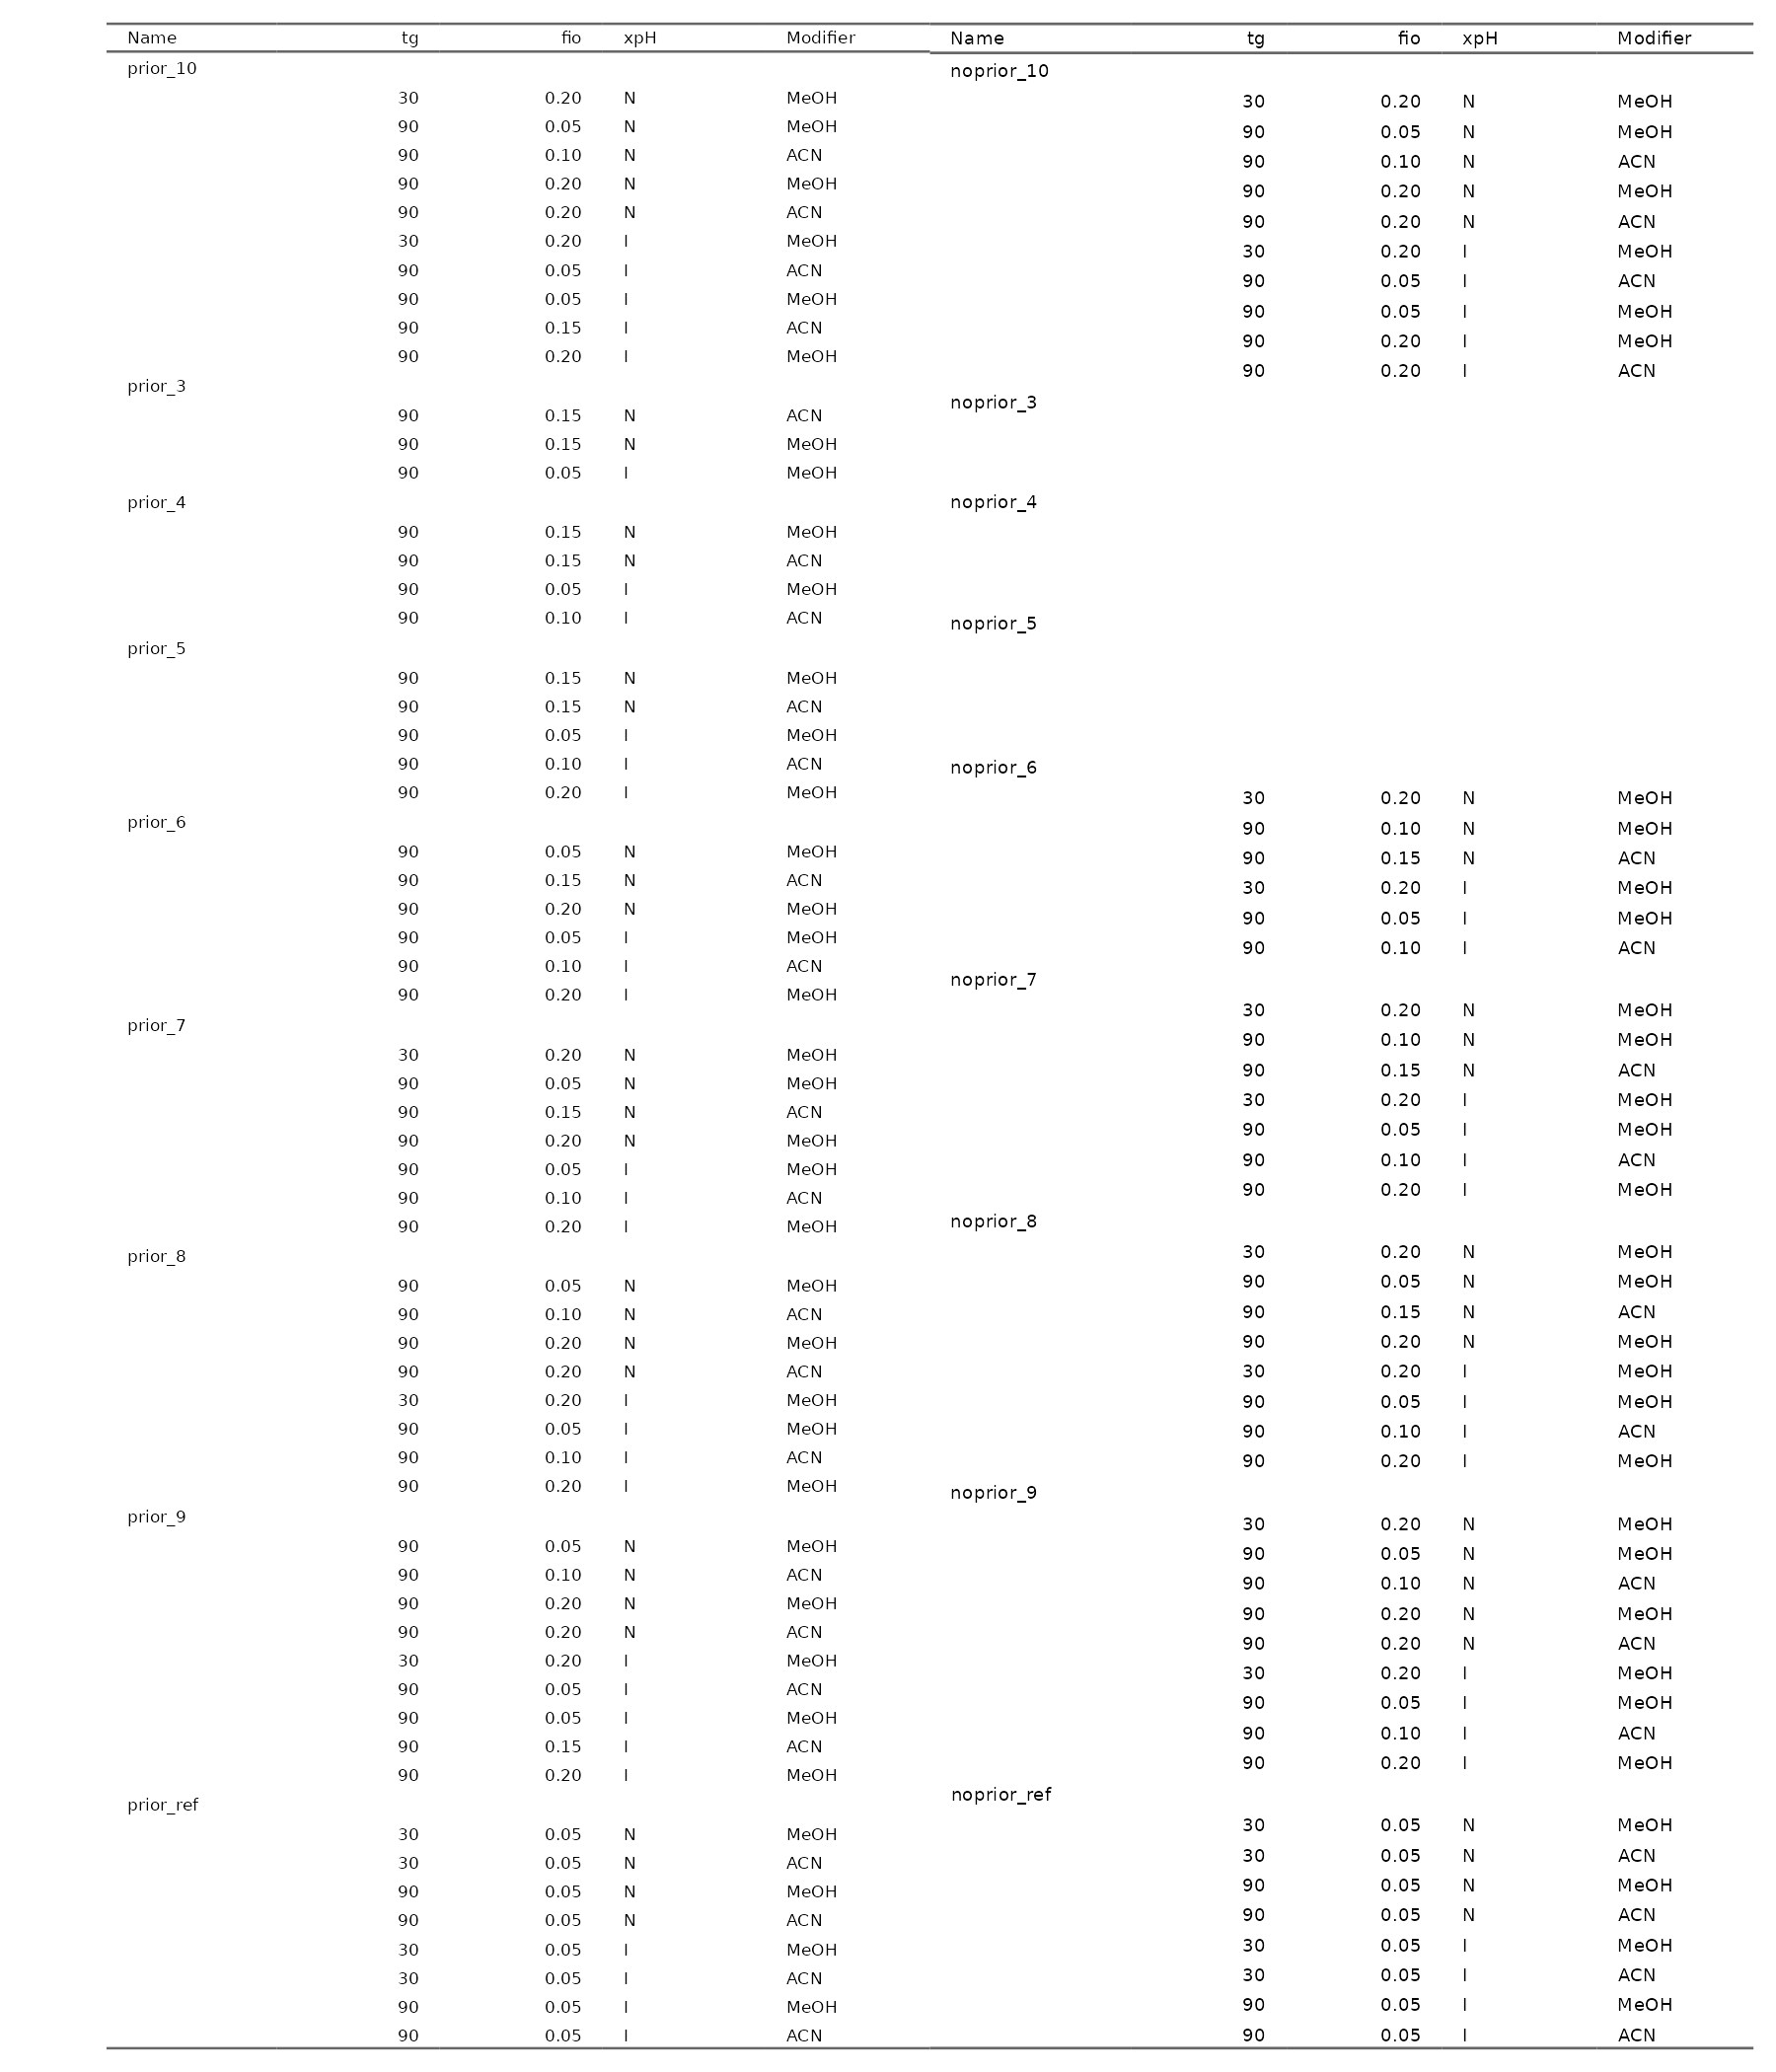 Name tg fio xpH Modifier
prior_10
30 0.20 N MeOH
90 0.05 N MeOH
90 0.10 N ACN
90 0.20 N MeOH
90 0.20 N ACN
30 0.20 I MeOH
90 0.05 I ACN
90 0.05 I MeOH
90 0.15 I ACN
90 0.20 I MeOH
prior_3
90 0.15 N ACN
90 0.15 N MeOH
90 0.05 I MeOH
prior_4
90 0.15 N MeOH
90 0.15 N ACN
90 0.05 I MeOH
90 0.10 I ACN
prior_5
90 0.15 N MeOH
90 0.15 N ACN
90 0.05 I MeOH
90 0.10 I ACN
90 0.20 I MeOH
prior_6
90 0.05 N MeOH
90 0.15 N ACN
90 0.20 N MeOH
90 0.05 I MeOH
90 0.10 I ACN
90 0.20 I MeOH
prior_7
30 0.20 N MeOH
90 0.05 N MeOH
90 0.15 N ACN
90 0.20 N MeOH
90 0.05 I MeOH
90 0.10 I ACN
90 0.20 I MeOH
prior_8
90 0.05 N MeOH
90 0.10 N ACN
90 0.20 N MeOH
90 0.20 N ACN
30 0.20 I MeOH
90 0.05 I MeOH
90 0.10 I ACN
90 0.20 I MeOH
prior_9
90 0.05 N MeOH
90 0.10 N ACN
90 0.20 N MeOH
90 0.20 N ACN
30 0.20 I MeOH
90 0.05 I ACN
90 0.05 I MeOH
90 0.15 I ACN
90 0.20 I MeOH
prior_ref
30 0.05 N MeOH
30 0.05 N ACN
90 0.05 N MeOH
90 0.05 N ACN
30 0.05 I MeOH
30 0.05 I ACN
90 0.05 I MeOH
90 0.05 I ACN
Name tg fio xpH Modifier
noprior_10
30 0.20 N MeOH
90 0.05 N MeOH
90 0.10 N ACN
90 0.20 N MeOH
90 0.20 N ACN
30 0.20 I MeOH
90 0.05 I ACN
90 0.05 I MeOH
90 0.20 I MeOH
90 0.20 I ACN
noprior_3
noprior_4
noprior_5
noprior_6
30 0.20 N MeOH
90 0.10 N MeOH
90 0.15 N ACN
30 0.20 I MeOH
90 0.05 I MeOH
90 0.10 I ACN
noprior_7
30 0.20 N MeOH
90 0.10 N MeOH
90 0.15 N ACN
30 0.20 I MeOH
90 0.05 I MeOH
90 0.10 I ACN
90 0.20 I MeOH
noprior_8
30 0.20 N MeOH
90 0.05 N MeOH
90 0.15 N ACN
90 0.20 N MeOH
30 0.20 I MeOH
90 0.05 I MeOH
90 0.10 I ACN
90 0.20 I MeOH
noprior_9
30 0.20 N MeOH
90 0.05 N MeOH
90 0.10 N ACN
90 0.20 N MeOH
90 0.20 N ACN
30 0.20 I MeOH
90 0.05 I MeOH
90 0.10 I ACN
90 0.20 I MeOH
noprior_ref
30 0.05 N MeOH
30 0.05 N ACN
90 0.05 N MeOH
90 0.05 N ACN
30 0.05 I MeOH
30 0.05 I ACN
90 0.05 I MeOH
90 0.05 I ACN